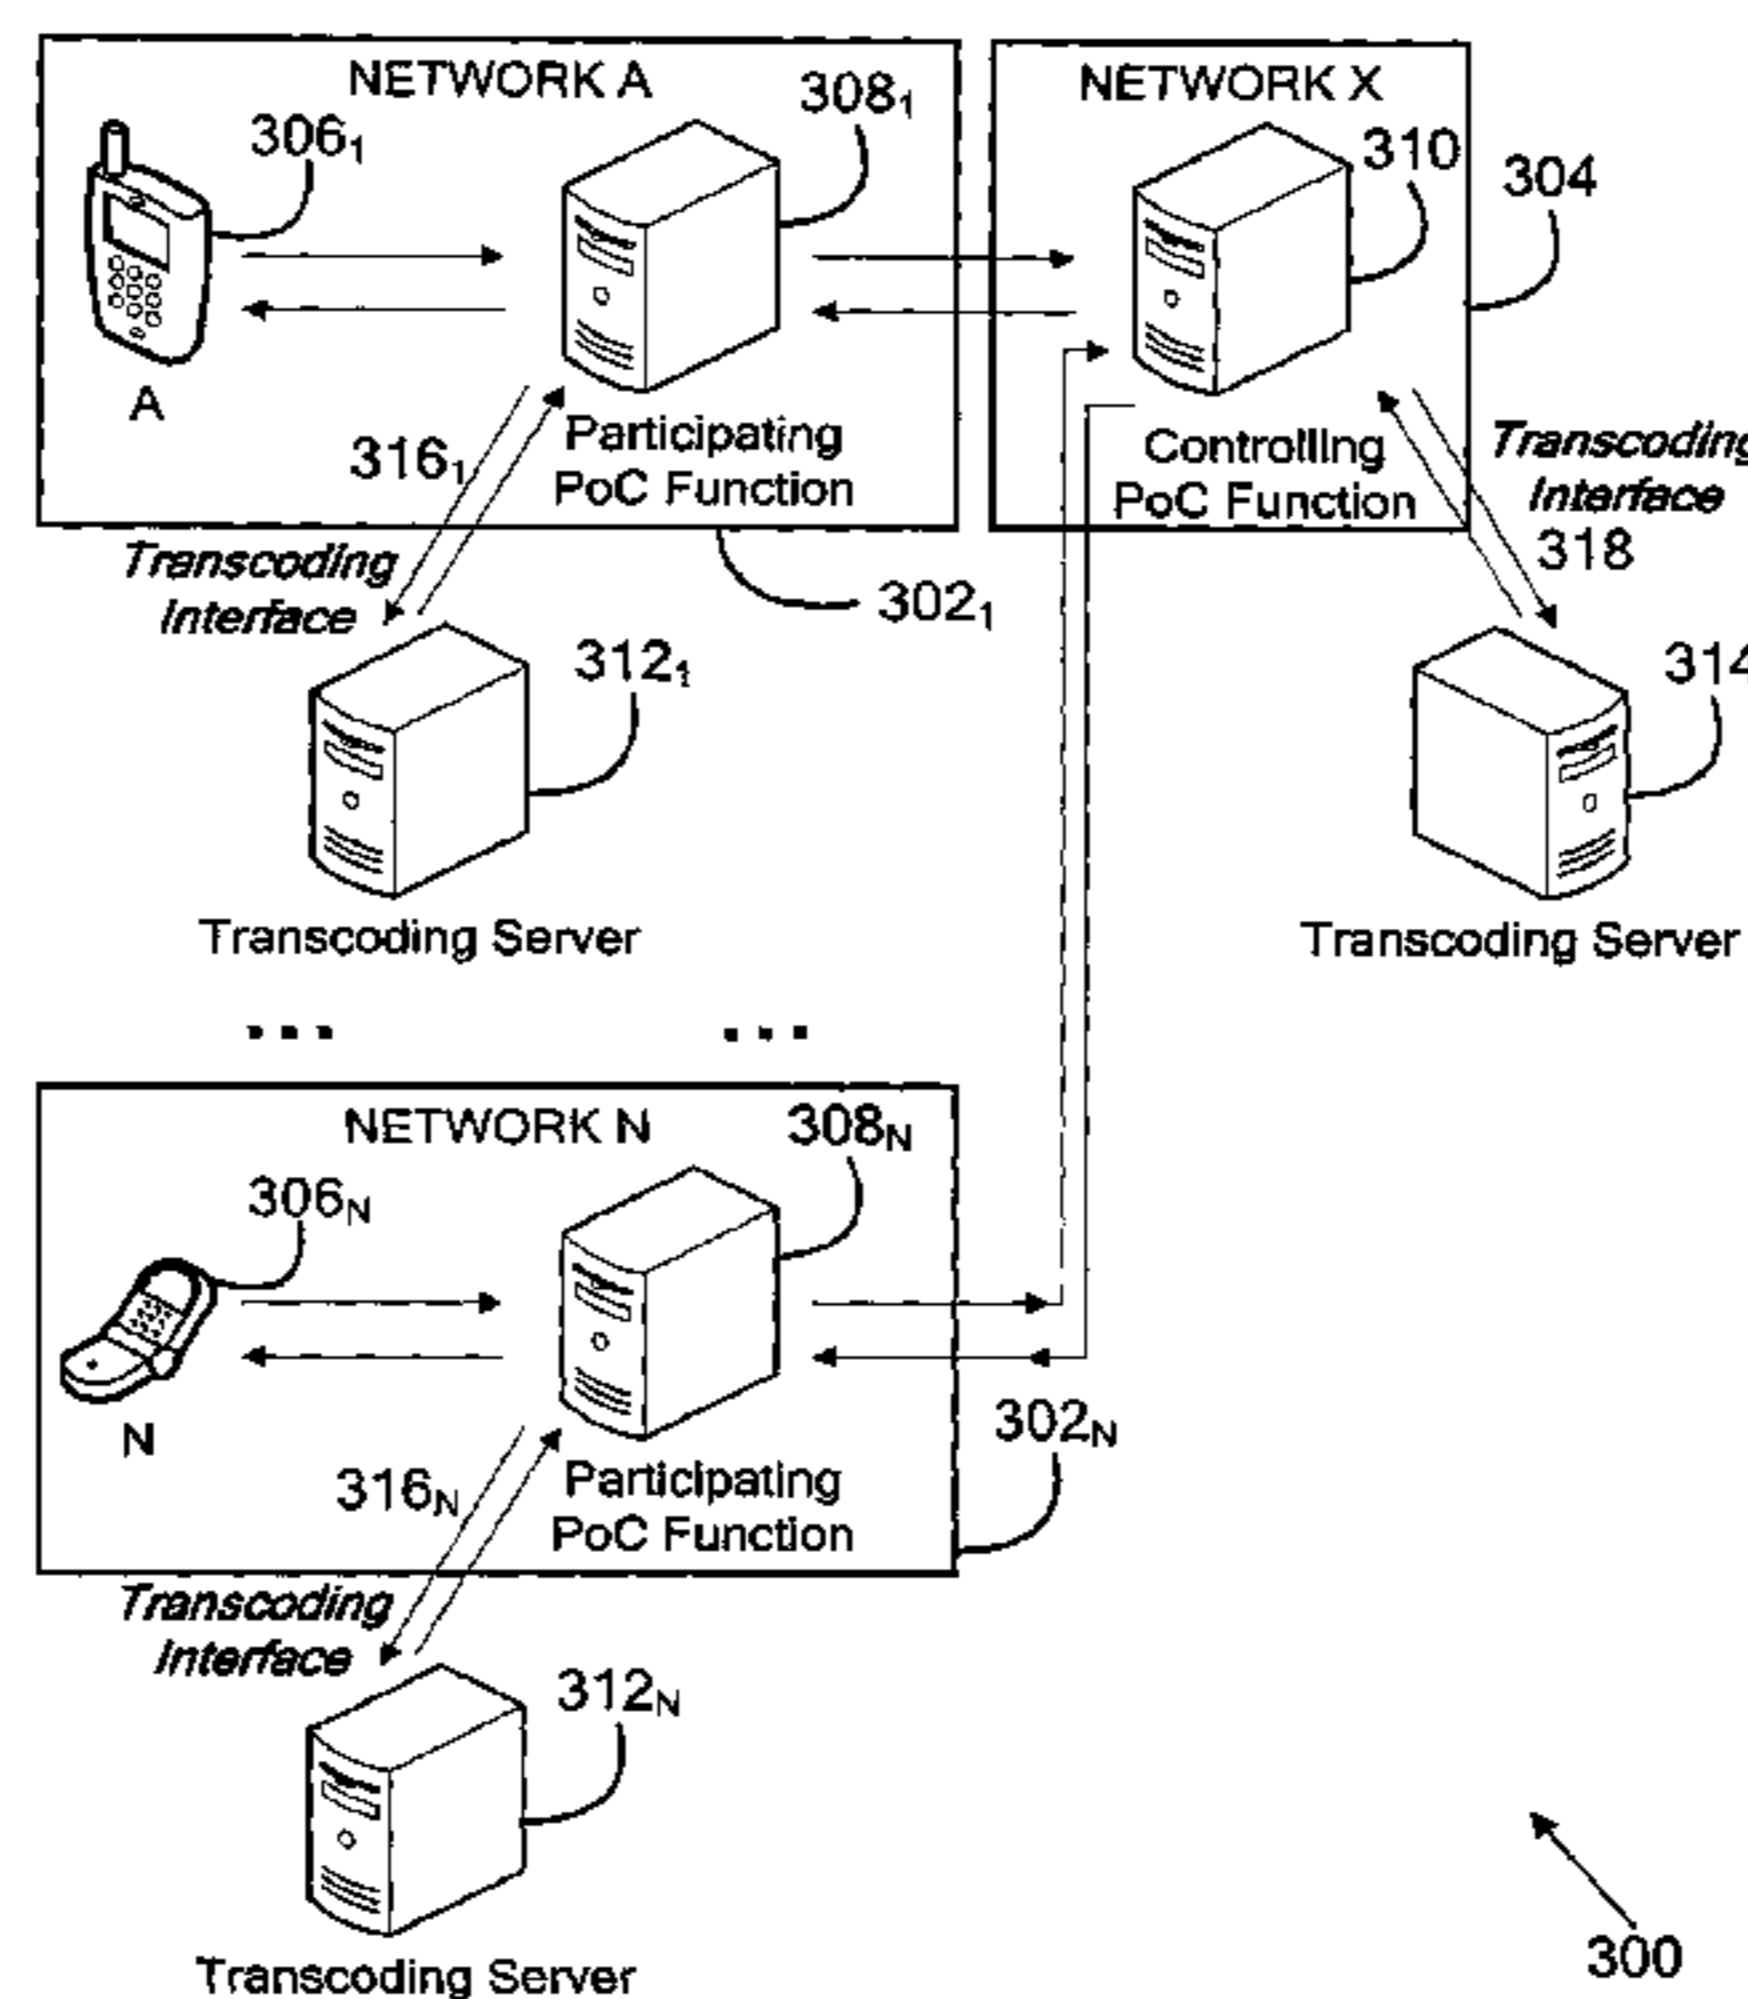 NETWORK A
306₁
308₁
A
Participating
PoC Function
316₁
Transcoding
Interface
302₁
312₁
Transcoding Server
NETWORK X
310
304
Controlling
PoC Function
Transcoding
Interface
318
314
Transcoding Server
... ...
NETWORK N
306N
308N
N
Participating
PoC Function
316N
302N
Transcoding
Interface
312N
Transcoding Server
300